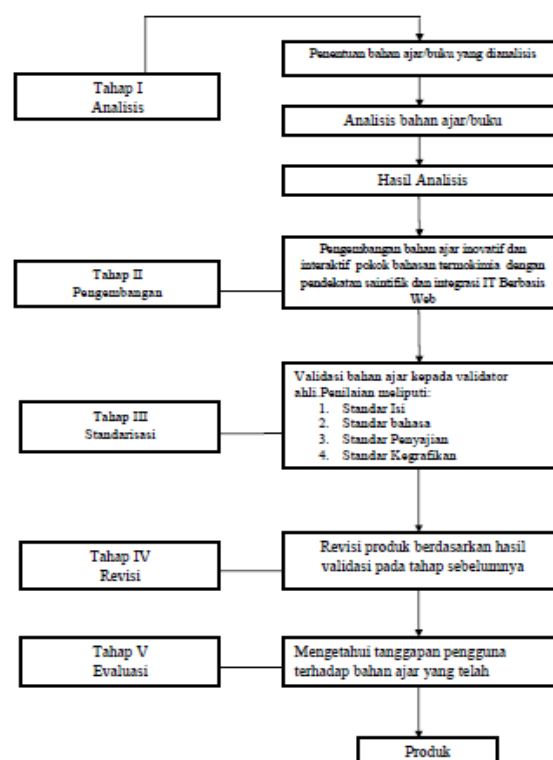 Penentuan bahan ajar/buku yang dianalisis
Tahap I
Analisis
Analisis bahan ajar/buku
Hasil Analisis
Tahap II
Pengembangan
Pengembangan bahan ajar inovatif dan
interaktif pokok bahasan termokimia dengan
pendekatan saintifik dan integrasi IT Berbasis
Web
Tahap III
Standarisasi
Validasi bahan ajar kepada validator
ahli.Penilaian meliputi:
1. Standar Isi
2. Standar bahasa
3. Standar Penyajian
4. Standar Kegrafikan
Tahap IV
Revisi
Revisi produk berdasarkan hasil
validasi pada tahap sebelumnya
Tahap V
Evaluasi
Mengetahui tanggapan pengguna
terhadap bahan ajar yang telah
Produk